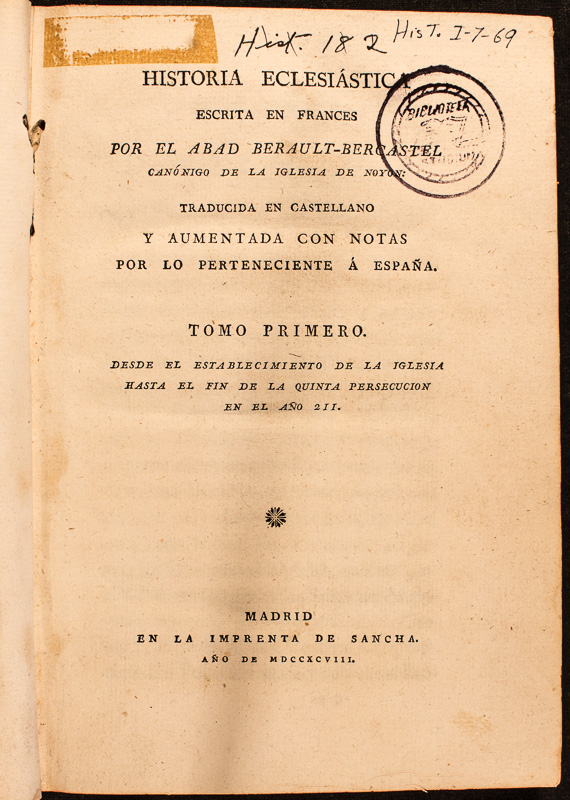 Hist. 182
HisT. I-7-69
HISTORIA ECLESIÁSTICA
ESCRITA EN FRANCES
POR EL ABAD BERAULT-BERCASTEL
CANÓNIGO DE LA IGLESIA DE NOYON:
TRADUCIDA EN CASTELLANO
Y AUMENTADA CON NOTAS
POR LO PERTENECIENTE Á ESPAÑA.
BIBLIOTECA
TOMO PRIMERO.
DESDE EL ESTABLECIMIENTO DE LA IGLESIA
HASTA EL FIN DE LA QUINTA PERSECUCION
EN EL AÑO 211.
MADRID
EN LA IMPRENTA DE SANCHA.
AÑO DE MDCCXCVIII.